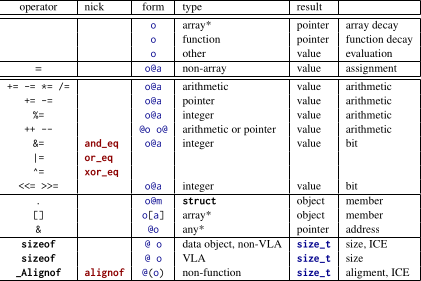 operator nick form type result
o array* pointer array decay
o function pointer function decay
o other value evaluation
= o@a non-array value assignment
+= -= *= /= o@a arithmetic value arithmetic
+= -= o@a pointer value arithmetic
%= o@a integer value arithmetic
++ -- @o o@ arithmetic or pointer value arithmetic
&= and_eq o@a integer value bit
|= or_eq
^= xor_eq
<<= >>= o@a integer value bit
. o@m struct object member
[] o[a] array* object member
& @o any* pointer address
sizeof @ o data object, non-VLA size_t size, ICE
sizeof @ o VLA size_t size
_Alignof alignof @(o) non-function size_t aligment, ICE